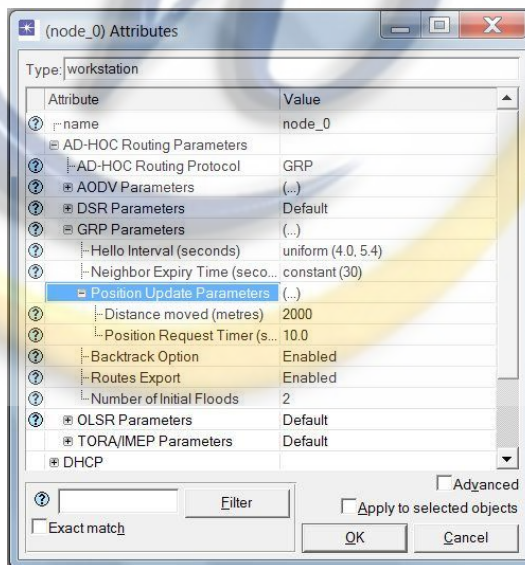 (node_0) Attributes
Type: workstation
Attribute Value
name node_0
AD-HOC Routing Parameters
AD-HOC Routing Protocol GRP
AODV Parameters (...)
DSR Parameters Default
GRP Parameters (...)
Hello Interval (seconds) uniform (4.0, 5.4)
Neighbor Expiry Time (seco... constant (30)
Position Update Parameters (...)
Distance moved (metres) 2000
Position Request Timer (s... 10.0
Backtrack Option Enabled
Routes Export Enabled
Number of Initial Floods 2
OLSR Parameters Default
TORA/IMEP Parameters Default
DHCP
Advanced
Filter Apply to selected objects
Exact match
OK Cancel